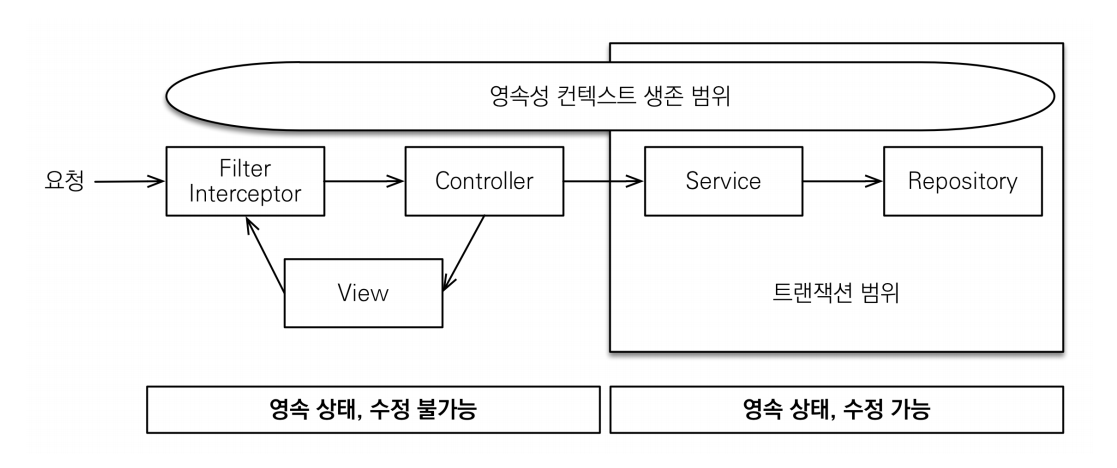 영속성 컨텍스트 생존 범위
요청
Filter
Interceptor
Controller
Service
Repository
View
트랜잭션 범위
영속 상태, 수정 불가능
영속 상태, 수정 가능